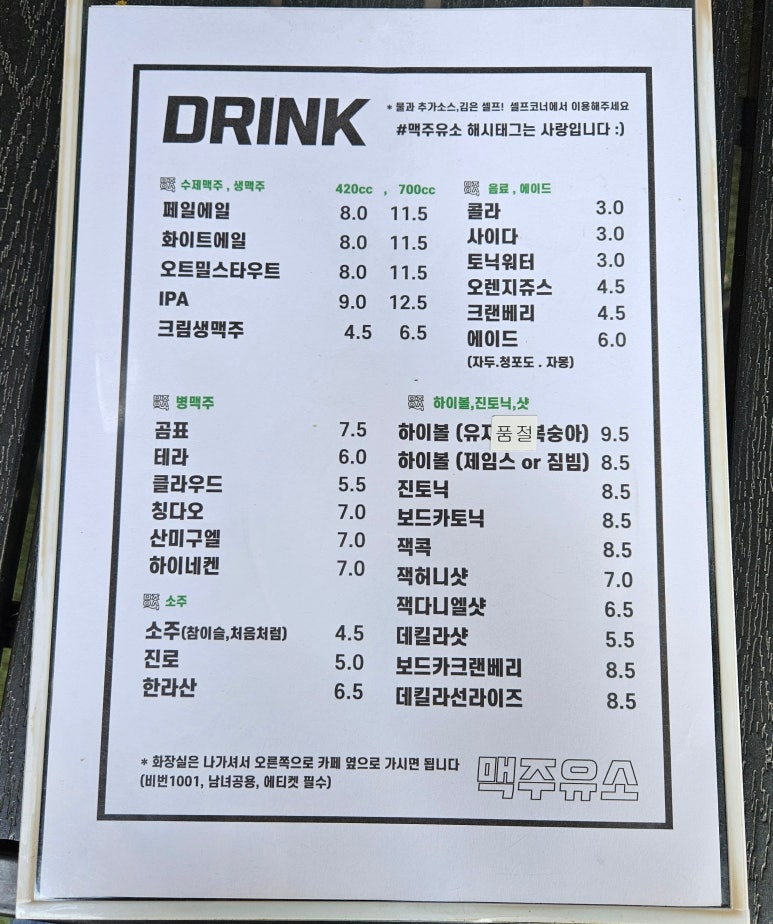 DRINK
* 물과 추가소스,김은 셀프! 셀프코너에서 이용해주세요
#맥주유소 해시태그는 사랑입니다 :)
수제맥주 , 생맥주 420cc , 700cc
페일에일 8.0 11.5
화이트에일 8.0 11.5
오트밀스타우트 8.0 11.5
IPA 9.0 12.5
크림생맥주 4.5 6.5
음료 , 에이드
콜라 3.0
사이다 3.0
토닉워터 3.0
오렌지쥬스 4.5
크랜베리 4.5
에이드 6.0
(자두.청포도 . 자몽)
병맥주
곰표 7.5
테라 6.0
클라우드 5.5
칭다오 7.0
산미구엘 7.0
하이네켄 7.0
소주
소주(참이슬,처음처럼) 4.5
진로 5.0
한라산 6.5
하이볼,진토닉,샷
하이볼 (유자 품절 복숭아) 9.5
하이볼 (제임스 or 짐빔) 8.5
진토닉 8.5
보드카토닉 8.5
잭콕 8.5
잭허니샷 7.0
잭다니엘샷 6.5
데킬라샷 5.5
보드카크랜베리 8.5
데킬라선라이즈 8.5
* 화장실은 나가셔서 오른쪽으로 카페 옆으로 가시면 됩니다
(비번1001, 남녀공용, 에티켓 필수)
맥주유소